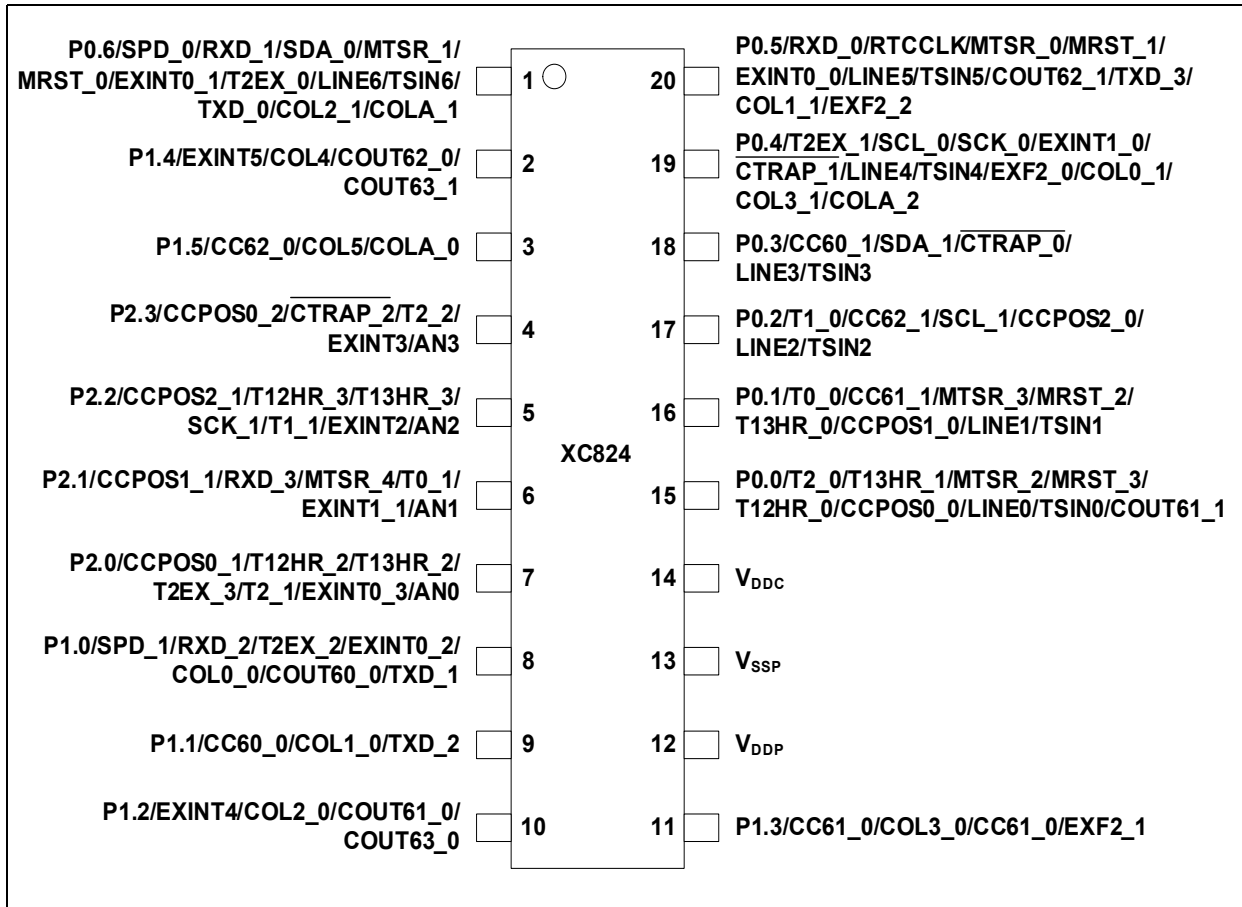 P0.6/SPD_0/RXD_1/SDA_0/MTSR_1/
MRST_0/EXINT0_1/T2EX_0/LINE6/TSIN6/
TXD_0/COL2_1/COLA_1
1
P1.4/EXINT5/COL4/COUT62_0/
COUT63_1
2
P1.5/CC62_0/COL5/COLA_0
3
P2.3/CCPOS0_2/CTRAP_2/T2_2/
EXINT3/AN3
4
P2.2/CCPOS2_1/T12HR_3/T13HR_3/
SCK_1/T1_1/EXINT2/AN2
5
P2.1/CCPOS1_1/RXD_3/MTSR_4/T0_1/
EXINT1_1/AN1
6
P2.0/CCPOS0_1/T12HR_2/T13HR_2/
T2EX_3/T2_1/EXINT0_3/AN0
7
P1.0/SPD_1/RXD_2/T2EX_2/EXINT0_2/
COL0_0/COUT60_0/TXD_1
8
P1.1/CC60_0/COL1_0/TXD_2
9
P1.2/EXINT4/COL2_0/COUT61_0/
COUT63_0
10
XC824
20
P0.5/RXD_0/RTCCLK/MTSR_0/MRST_1/
EXINT0_0/LINE5/TSIN5/COUT62_1/TXD_3/
COL1_1/EXF2_2
19
P0.4/T2EX_1/SCL_0/SCK_0/EXINT1_0/
CTRAP_1/LINE4/TSIN4/EXF2_0/COL0_1/
COL3_1/COLA_2
18
P0.3/CC60_1/SDA_1/CTRAP_0/
LINE3/TSIN3
17
P0.2/T1_0/CC62_1/SCL_1/CCPOS2_0/
LINE2/TSIN2
16
P0.1/T0_0/CC61_1/MTSR_3/MRST_2/
T13HR_0/CCPOS1_0/LINE1/TSIN1
15
P0.0/T2_0/T13HR_1/MTSR_2/MRST_3/
T12HR_0/CCPOS0_0/LINE0/TSIN0/COUT61_1
14
VDDC
13
VSSP
12
VDDP
11
P1.3/CC61_0/COL3_0/CC61_0/EXF2_1